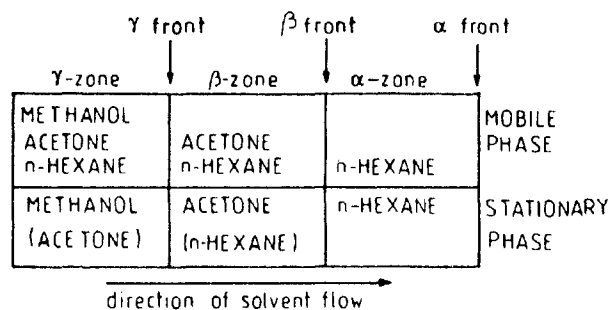 γ front β front α front
γ-zone β-zone α-zone
METHANOL
ACETONE ACETONE
n-HEXANE n-HEXANE n-HEXANE
MOBILE
PHASE
METHANOL ACETONE n-HEXANE
(ACETONE) (n-HEXANE)
STATIONARY
PHASE
direction of solvent flow